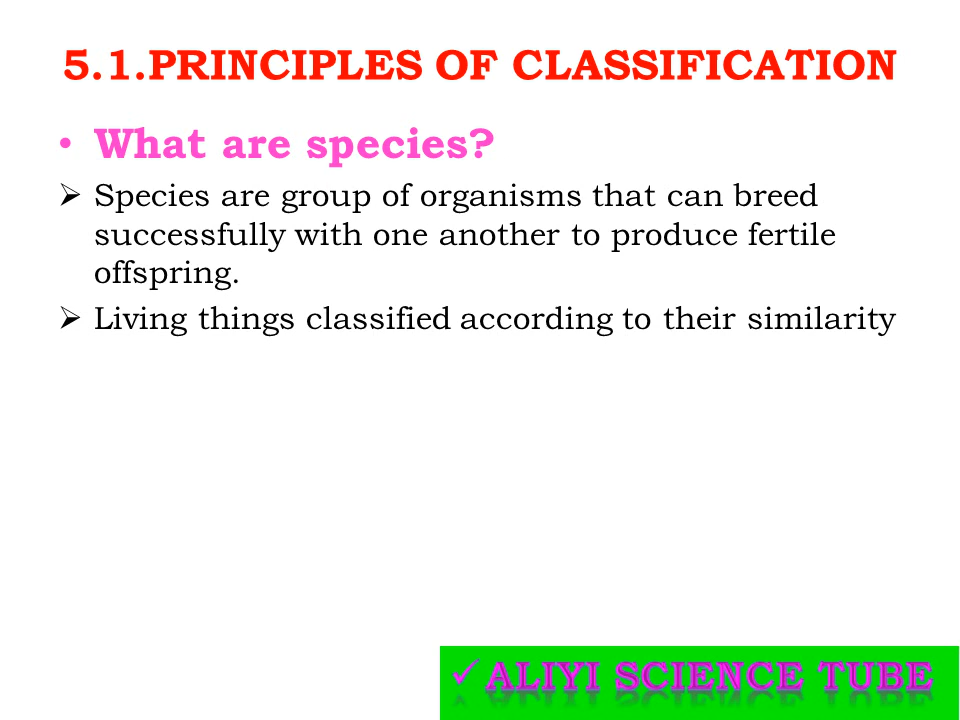 5.1.PRINCIPLES OF CLASSIFICATION
• What are species?
➢ Species are group of organisms that can breed
successfully with one another to produce fertile
offspring.
➢ Living things classified according to their similarity
✓ALIYI SCIENCE TUBE